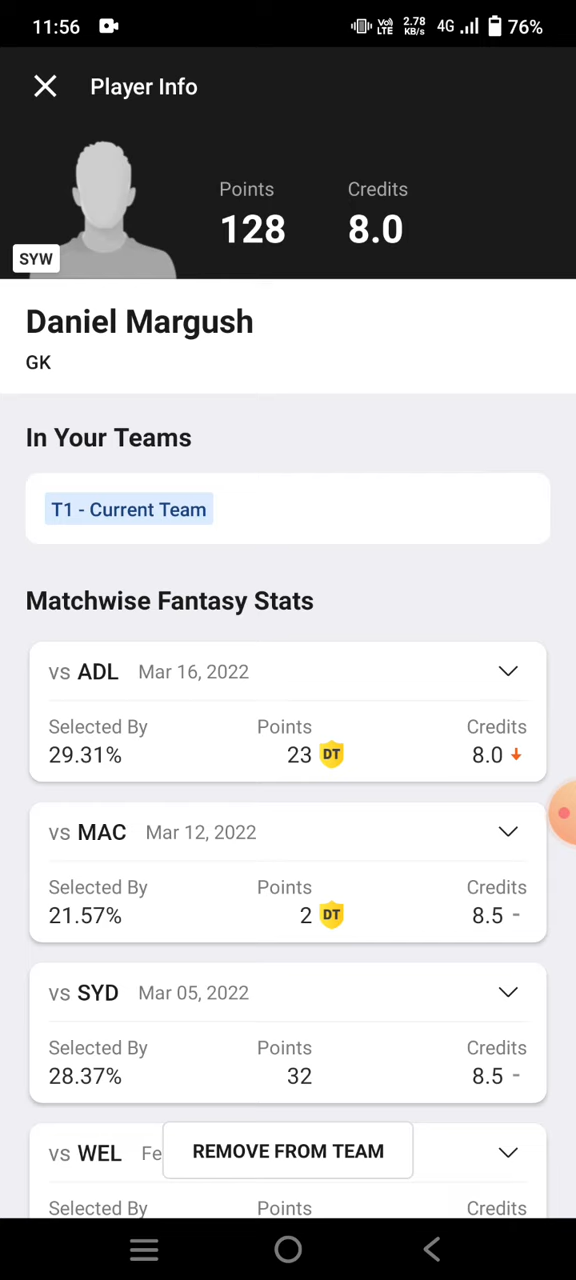 11:56 Vo) LTE 2.78 KB/s 4G 76%
Player Info
Points Credits
128 8.0
SYW
Daniel Margush
GK
In Your Teams
T1 - Current Team
Matchwise Fantasy Stats
vs ADL Mar 16, 2022
Selected By Points Credits
29.31% 23 DT 8.0
vs MAC Mar 12, 2022
Selected By Points Credits
21.57% 2 DT 8.5 -
vs SYD Mar 05, 2022
Selected By Points Credits
28.37% 32 8.5 -
vs WEL Fe
REMOVE FROM TEAM
Selected By Points Credits